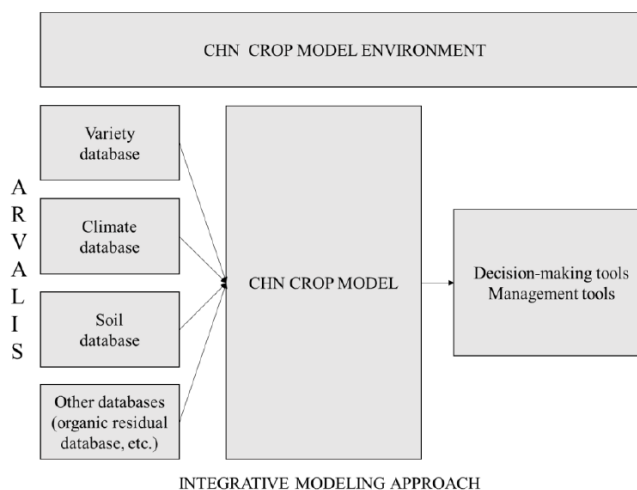 CHN CROP MODEL ENVIRONMENT
ARVALIS
Variety
database
Climate
database
Soil
database
Other databases
(organic residual
database, etc.)
CHN CROP MODEL
Decision-making tools
Management tools
INTEGRATIVE MODELING APPROACH